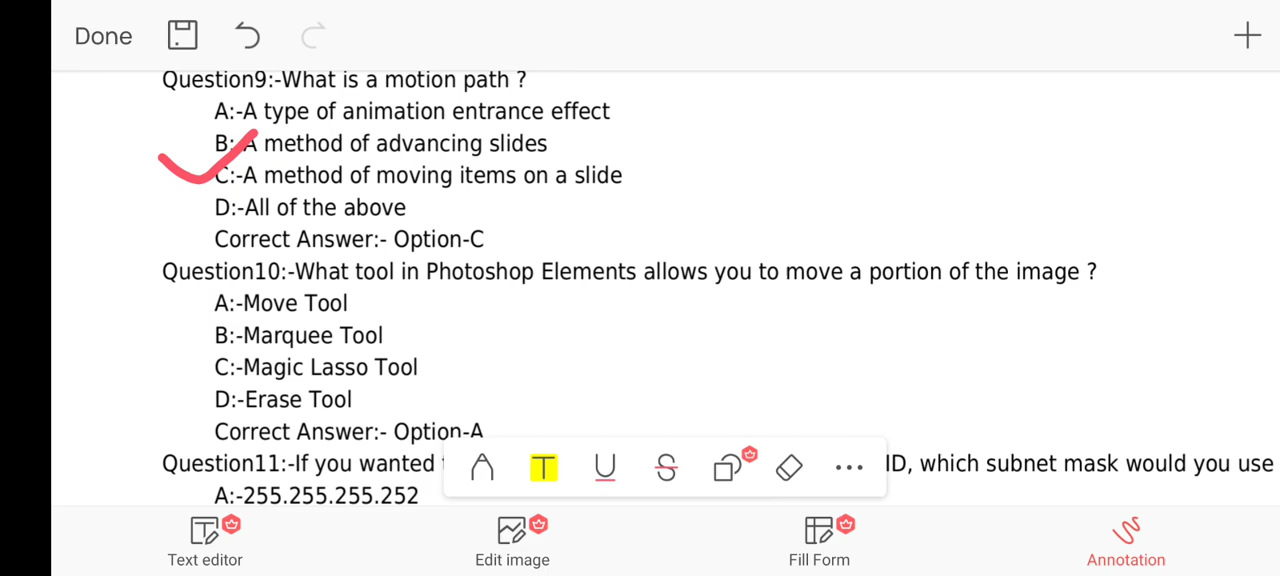 Done
Question9:-What is a motion path ?
A:-A type of animation entrance effect
B:-A method of advancing slides
C:-A method of moving items on a slide
D:-All of the above
Correct Answer:- Option-C
Question10:-What tool in Photoshop Elements allows you to move a portion of the image ?
A:-Move Tool
B:-Marquee Tool
C:-Magic Lasso Tool
D:-Erase Tool
Correct Answer:- Option-A
Question11:-If you wanted ID, which subnet mask would you use
A:-255.255.255.252
Text editor Edit image Fill Form Annotation